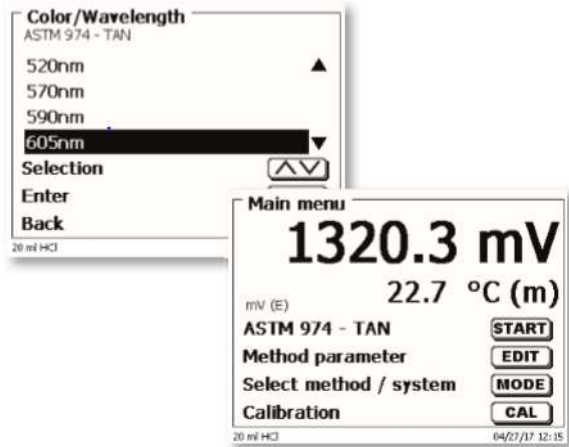 Color/Wavelength
ASTM 974 - TAN
520nm
570nm
590nm
605nm
Selection
Enter
Back
20 ml HCl
Main menu
1320.3 mV
22.7 °C (m)
mV (E)
ASTM 974 - TAN START
Method parameter EDIT
Select method / system MODE
Calibration CAL
20 ml HCl 04/27/17 12:15